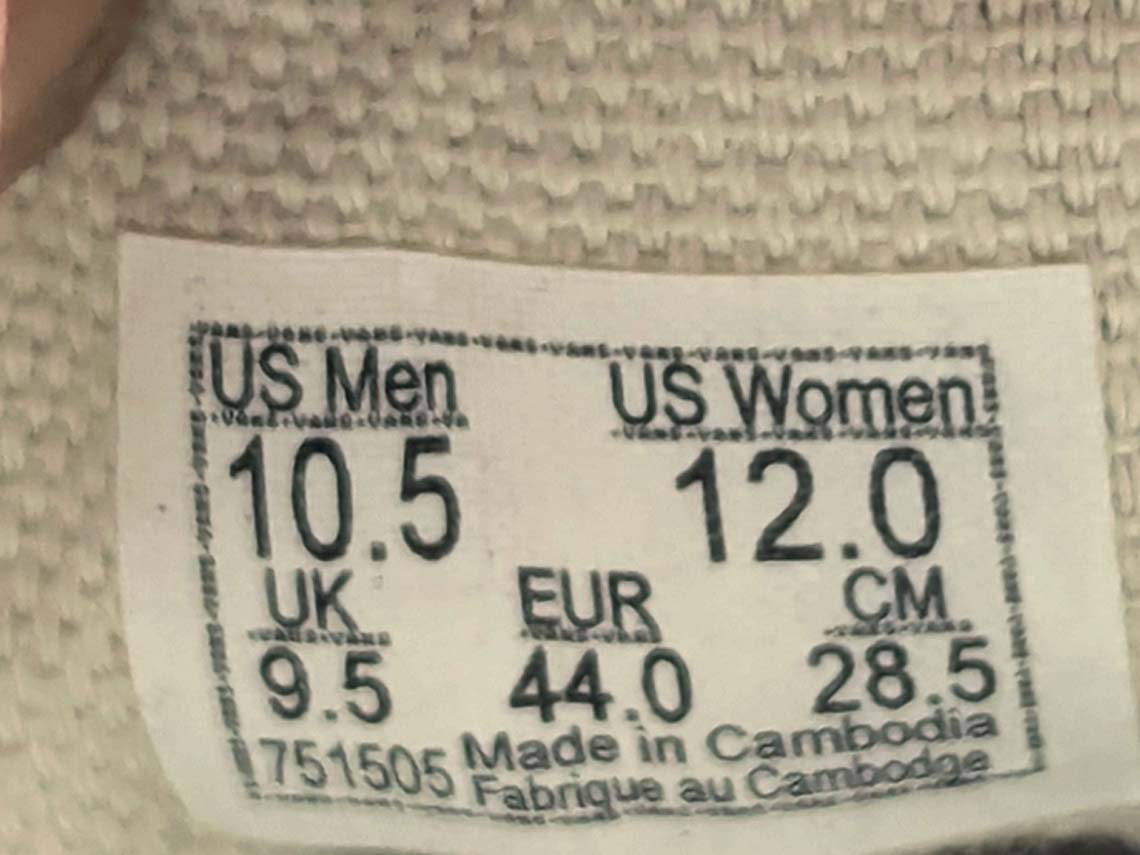 US Men US Women
10.5 12.0
UK EUR CM
9.5 44.0 28.5
751505 Made in Cambodia
Fabrique au Cambodge